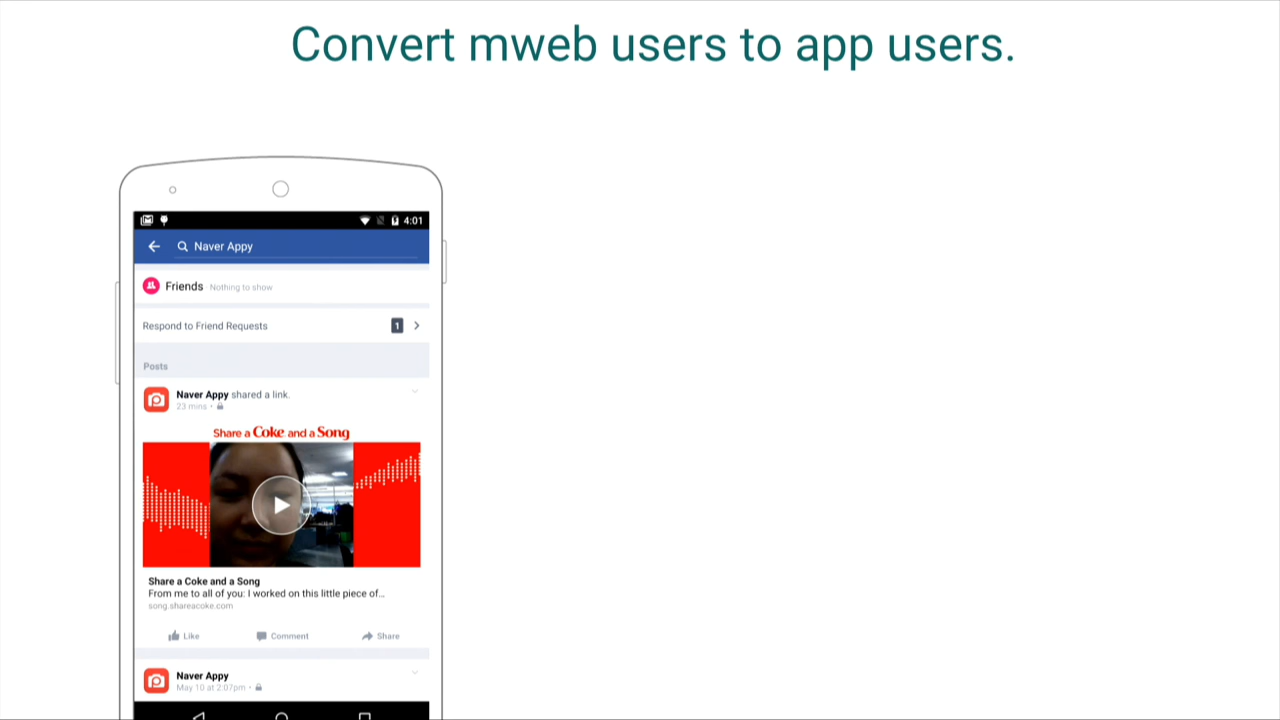 Convert mweb users to app users.
4:01
Naver Appy
Friends Nothing to show
Respond to Friend Requests 1
Posts
Naver Appy shared a link.
23 mins •
Share a Coke and a Song
Share a Coke and a Song
From me to all of you: I worked on this little piece of...
song.shareacoke.com
Like Comment Share
Naver Appy
May 10 at 2:07pm •